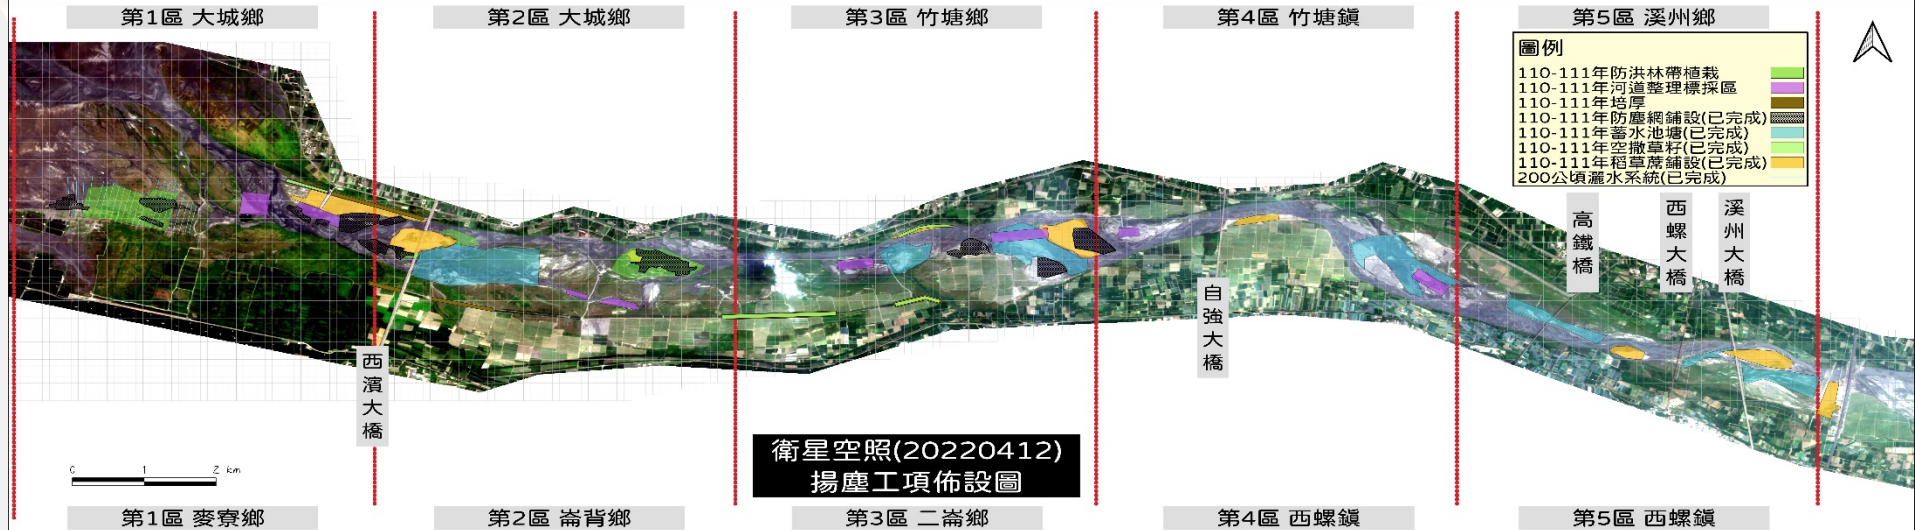 第1區 大城鄉
第2區 大城鄉
第3區 竹塘鄉
第4區 竹塘鎮
第5區 溪州鄉
圖例
110-111年防洪林帶植栽
110-111年河道整理標採區
110-111年培厚
110-111年防塵網鋪設(已完成)
110-111年蓄水池塘(已完成)
110-111年空撒草籽(已完成)
110-111年稻草蓆鋪設(已完成)
200公頃灑水系統(已完成)
高鐵橋
西螺大橋
溪州大橋
自強大橋
西濱大橋
衛星空照(20220412)
揚塵工項佈設圖
0 1 2 km
第1區 麥寮鄉
第2區 崙背鄉
第3區 二崙鄉
第4區 西螺鎮
第5區 西螺鎮